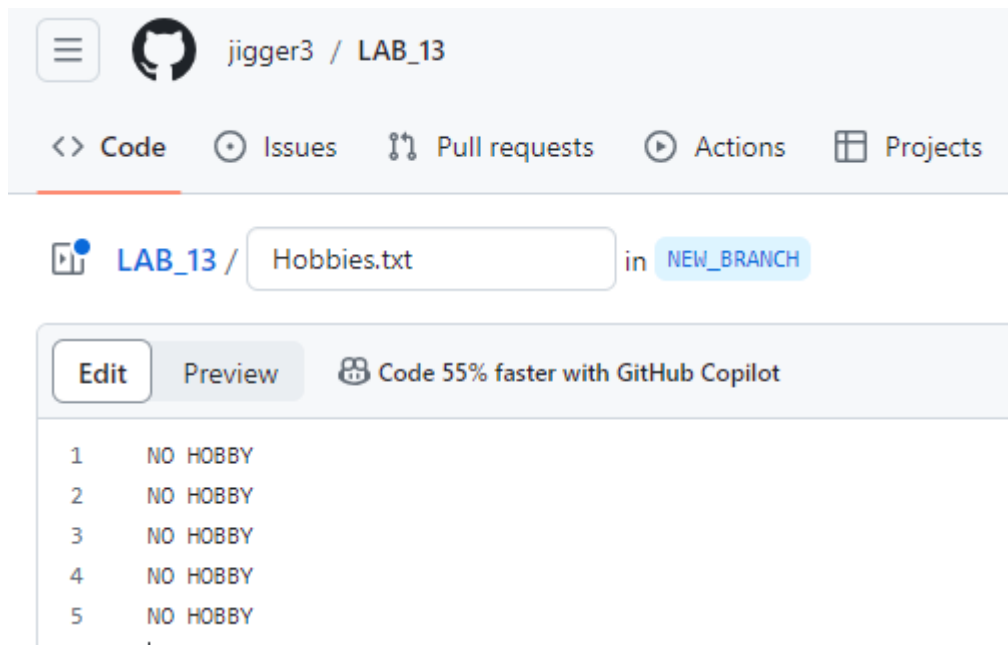 jigger3 / LAB_13
Code Issues Pull requests Actions Projects
LAB_13 / Hobbies.txt in NEW_BRANCH
Edit Preview Code 55% faster with GitHub Copilot
1 NO HOBBY
2 NO HOBBY
3 NO HOBBY
4 NO HOBBY
5 NO HOBBY